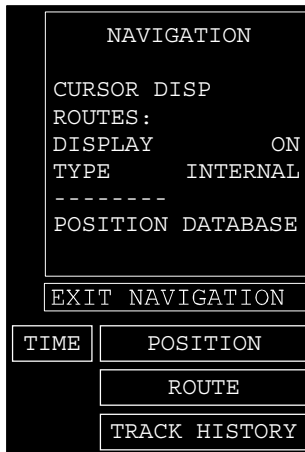 NAVIGATION
CURSOR DISP
ROUTES:
DISPLAY ON
TYPE INTERNAL
--------
POSITION DATABASE
EXIT NAVIGATION
TIME POSITION
ROUTE
TRACK HISTORY